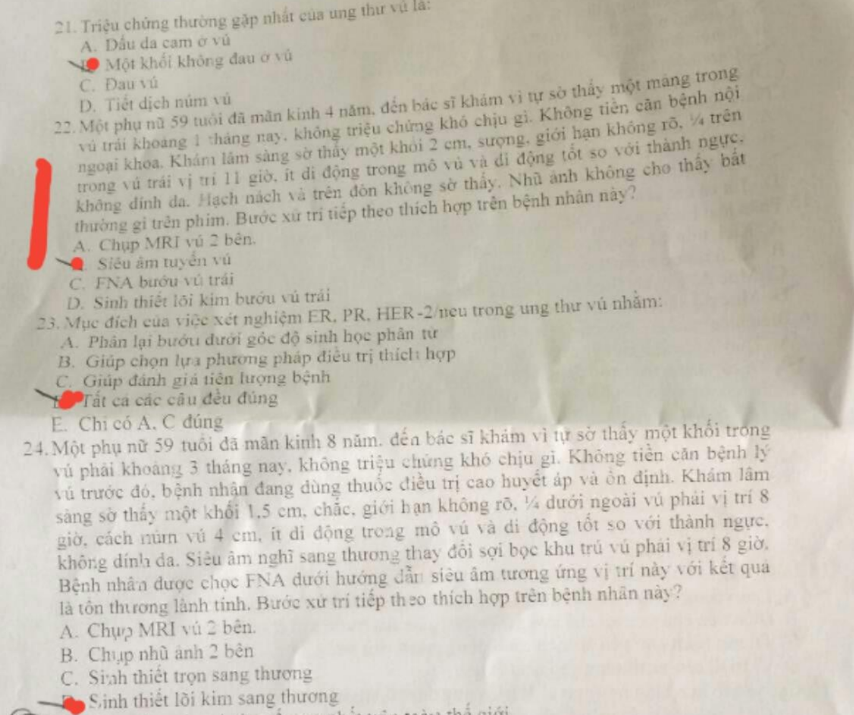 21. Triệu chứng thường gặp nhất của ung thư vú là:
A. Dấu da cam ở vú
Một khối không đau ở vú
C. Đau vú
D. Tiết dịch núm vú
22. Một phụ nữ 59 tuổi đã mãn kinh 4 năm, đến bác sĩ khám vì tự sờ thấy một mảng trong
vú trái khoảng 1 tháng nay, không triệu chứng khó chịu gì. Không tiền căn bệnh nội
ngoại khoa. Khám lâm sàng sờ thấy một khối 2 cm, sượng, giới hạn không rõ, ¼ trên
trong vú trái vị trí 11 giờ, ít di động trong mô vú và di động tốt so với thành ngực,
không dính da. Hạch nách và trên đòn không sờ thấy. Nhũ ảnh không cho thấy bất
thường gì trên phim. Bước xử trí tiếp theo thích hợp trên bệnh nhân này?
A. Chụp MRI vú 2 bên.
Siêu âm tuyến vú
C. FNA bướu vú trái
D. Sinh thiết lõi kim bướu vú trái
23. Mục đích của việc xét nghiệm ER, PR, HER-2/neu trong ung thư vú nhằm:
A. Phân lại bướu dưới góc độ sinh học phân tử
B. Giúp chọn lựa phương pháp điều trị thích hợp
C. Giúp đánh giá tiên lượng bệnh
Tất cả các câu đều đúng
E. Chỉ có A, C đúng
24. Một phụ nữ 59 tuổi đã mãn kinh 8 năm. đến bác sĩ khám vì tự sờ thấy một khối trong
vú phải khoảng 3 tháng nay, không triệu chứng khó chịu gì. Không tiền căn bệnh lý
vú trước đó, bệnh nhân đang dùng thuốc điều trị cao huyết áp và ổn định. Khám lâm
sàng sờ thấy một khối 1,5 cm, chắc, giới hạn không rõ, ¼ dưới ngoài vú phải vị trí 8
giờ, cách núm vú 4 cm, ít di động trong mô vú và di động tốt so với thành ngực,
không dính da. Siêu âm nghĩ sang thương thay đổi sợi bọc khu trú vú phải vị trí 8 giờ.
Bệnh nhân được chọc FNA dưới hướng dẫn siêu âm tương ứng vị trí này với kết quả
là tổn thương lành tính. Bước xử trí tiếp theo thích hợp trên bệnh nhân này?
A. Chụp MRI vú 2 bên.
B. Chụp nhũ ảnh 2 bên
C. Sinh thiết trọn sang thương
Sinh thiết lõi kim sang thương